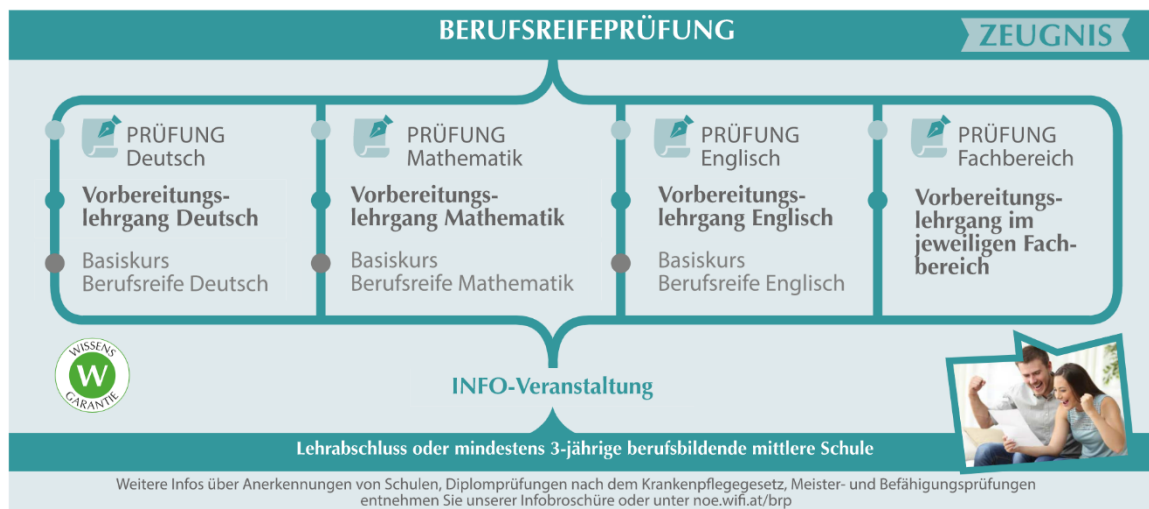 BERUFSREIFEPRÜFUNG
ZEUGNIS
PRÜFUNG
Deutsch
Vorbereitungs-
lehrgang Deutsch
Basiskurs
Berufsreife Deutsch
PRÜFUNG
Mathematik
Vorbereitungs-
lehrgang Mathematik
Basiskurs
Berufsreife Mathematik
PRÜFUNG
Englisch
Vorbereitungs-
lehrgang Englisch
Basiskurs
Berufsreife Englisch
PRÜFUNG
Fachbereich
Vorbereitungs-
lehrgang im
jeweiligen Fach-
bereich
WISSENS
W
GARANTIE
INFO-Veranstaltung
Lehrabschluss oder mindestens 3-jährige berufsbildende mittlere Schule
Weitere Infos über Anerkennungen von Schulen, Diplomprüfungen nach dem Krankenpflegegesetz, Meister- und Befähigungsprüfungen
entnehmen Sie unserer Infobroschüre oder unter noe.wifi.at/brp